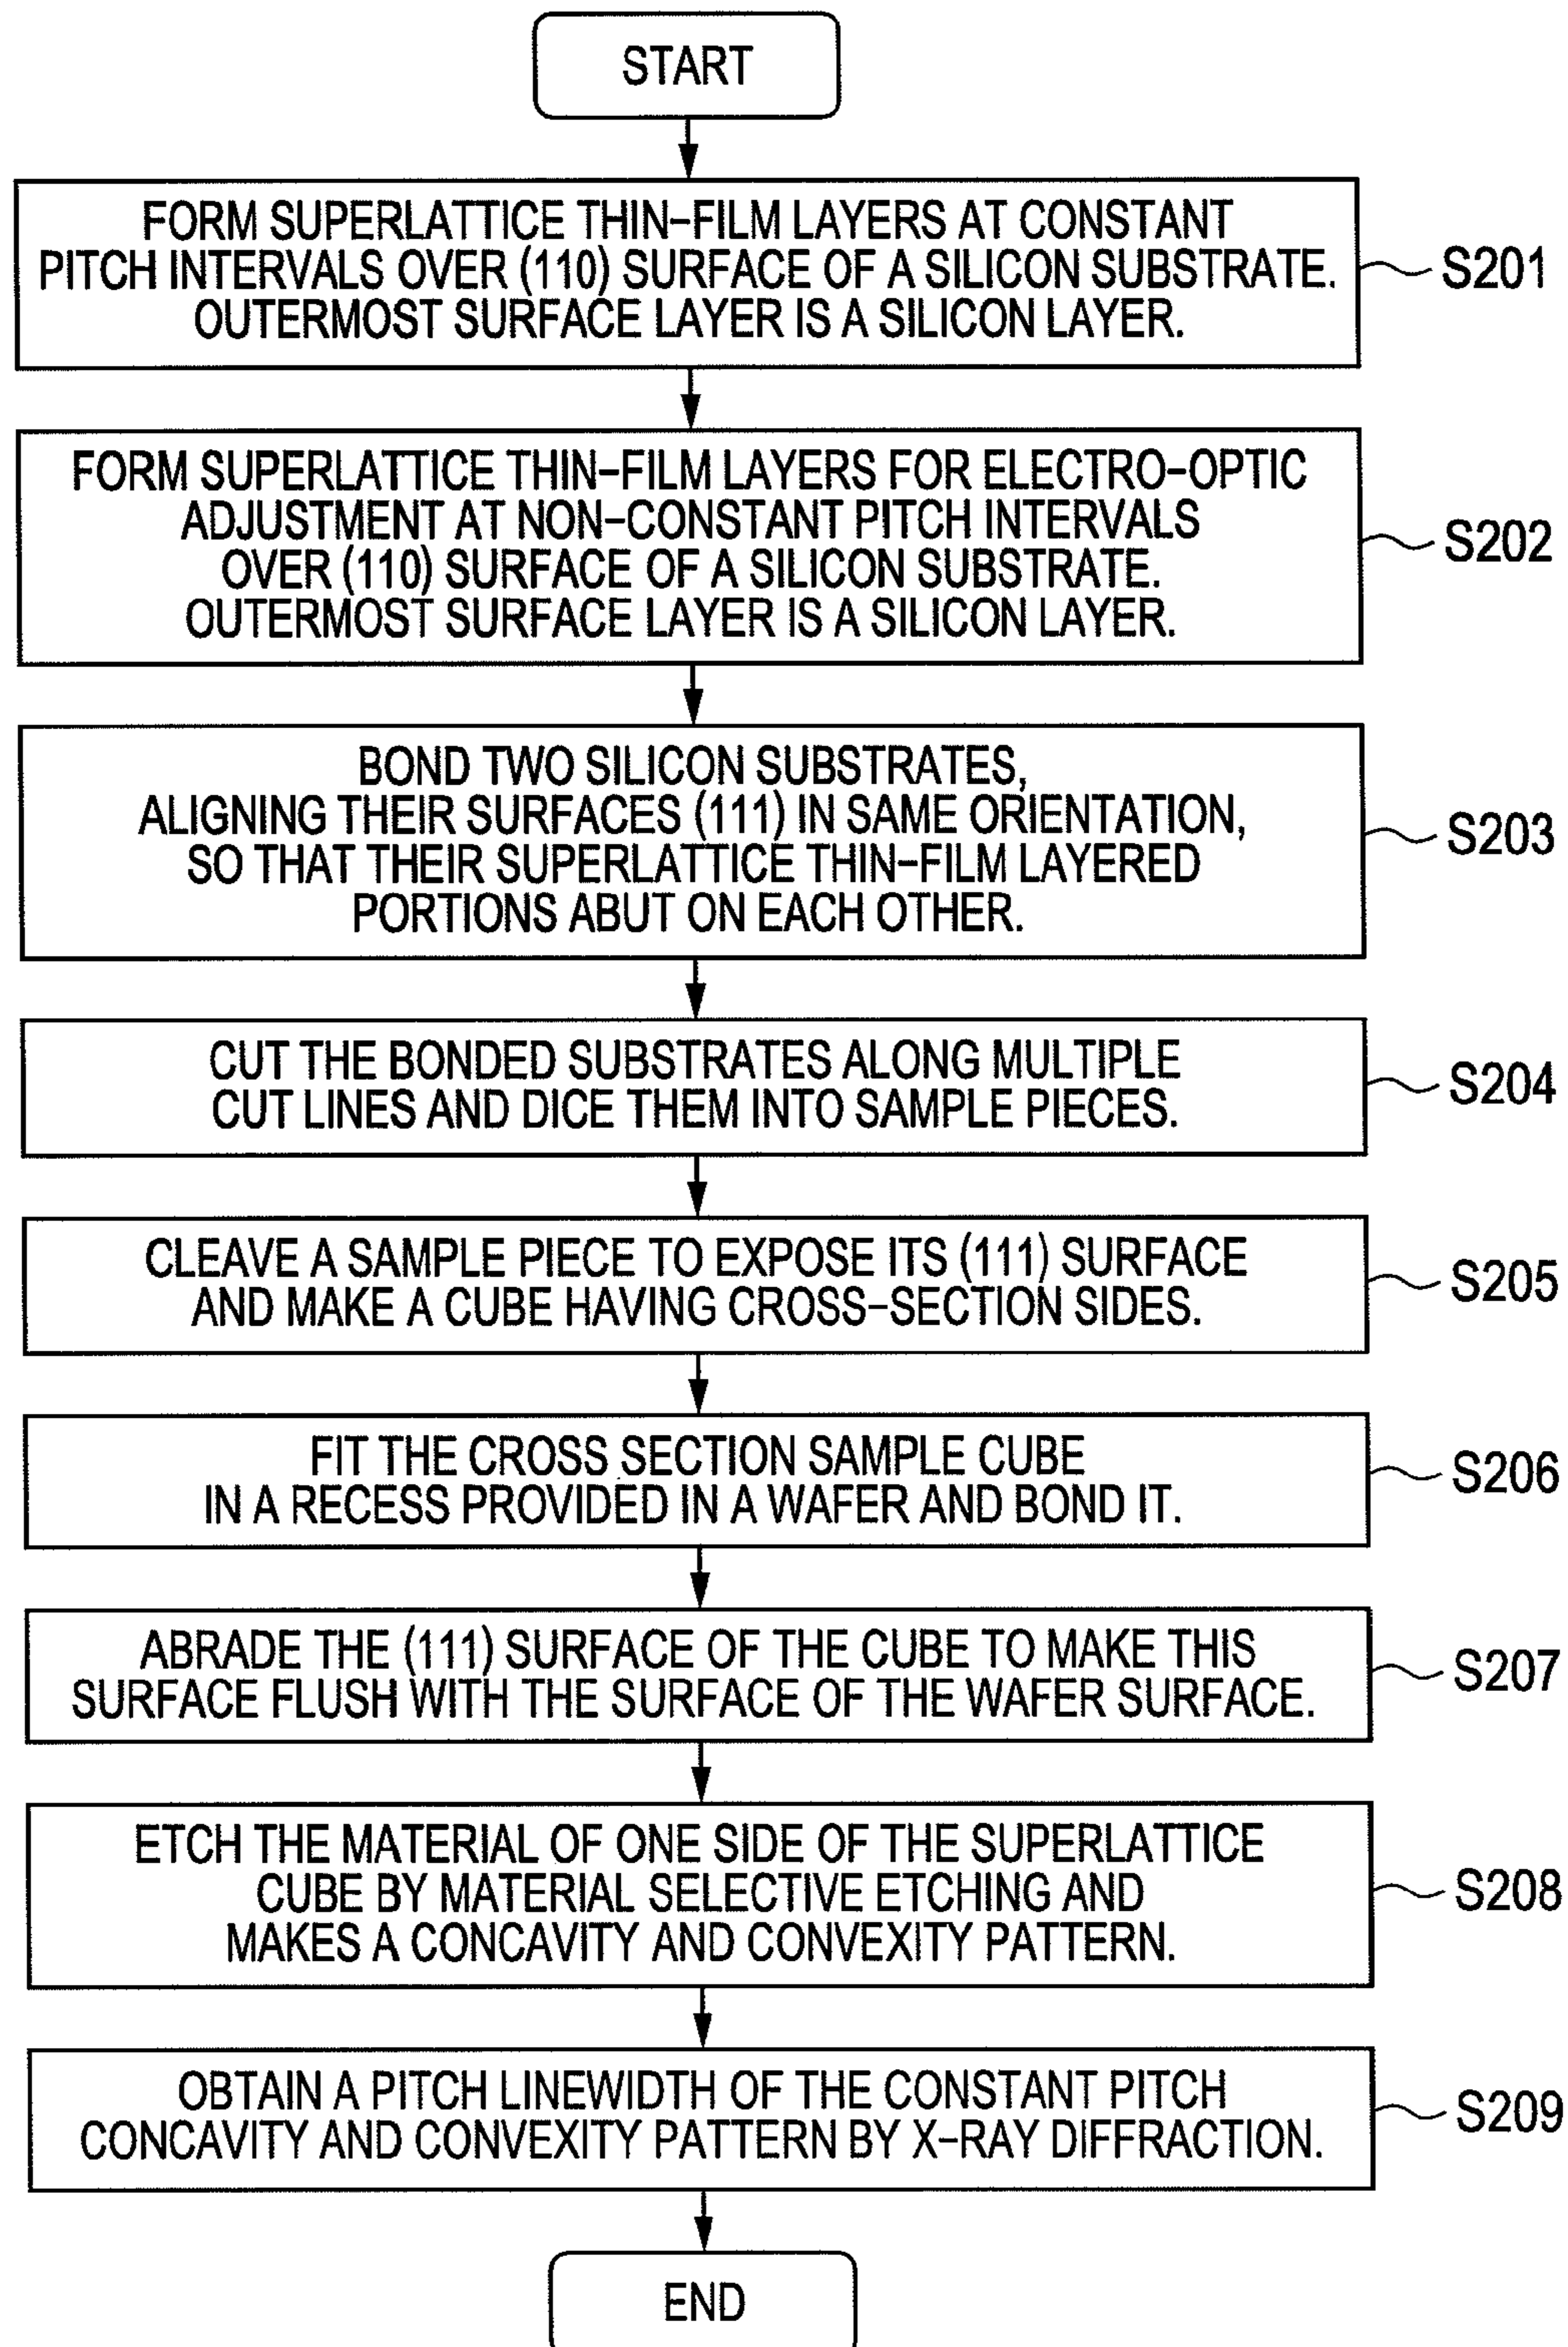 START
FORM SUPERLATTICE THIN-FILM LAYERS AT CONSTANT
PITCH INTERVALS OVER (110) SURFACE OF A SILICON SUBSTRATE.
OUTERMOST SURFACE LAYER IS A SILICON LAYER.
S201
FORM SUPERLATTICE THIN-FILM LAYERS FOR ELECTRO-OPTIC
ADJUSTMENT AT NON-CONSTANT PITCH INTERVALS
OVER (110) SURFACE OF A SILICON SUBSTRATE.
OUTERMOST SURFACE LAYER IS A SILICON LAYER.
S202
BOND TWO SILICON SUBSTRATES,
ALIGNING THEIR SURFACES (111) IN SAME ORIENTATION,
SO THAT THEIR SUPERLATTICE THIN-FILM LAYERED
PORTIONS ABUT ON EACH OTHER.
S203
CUT THE BONDED SUBSTRATES ALONG MULTIPLE
CUT LINES AND DICE THEM INTO SAMPLE PIECES.
S204
CLEAVE A SAMPLE PIECE TO EXPOSE ITS (111) SURFACE
AND MAKE A CUBE HAVING CROSS-SECTION SIDES.
S205
FIT THE CROSS SECTION SAMPLE CUBE
IN A RECESS PROVIDED IN A WAFER AND BOND IT.
S206
ABRADE THE (111) SURFACE OF THE CUBE TO MAKE THIS
SURFACE FLUSH WITH THE SURFACE OF THE WAFER SURFACE.
S207
ETCH THE MATERIAL OF ONE SIDE OF THE SUPERLATTICE
CUBE BY MATERIAL SELECTIVE ETCHING AND
MAKES A CONCAVITY AND CONVEXITY PATTERN.
S208
OBTAIN A PITCH LINEWIDTH OF THE CONSTANT PITCH
CONCAVITY AND CONVEXITY PATTERN BY X-RAY DIFFRACTION.
S209
END